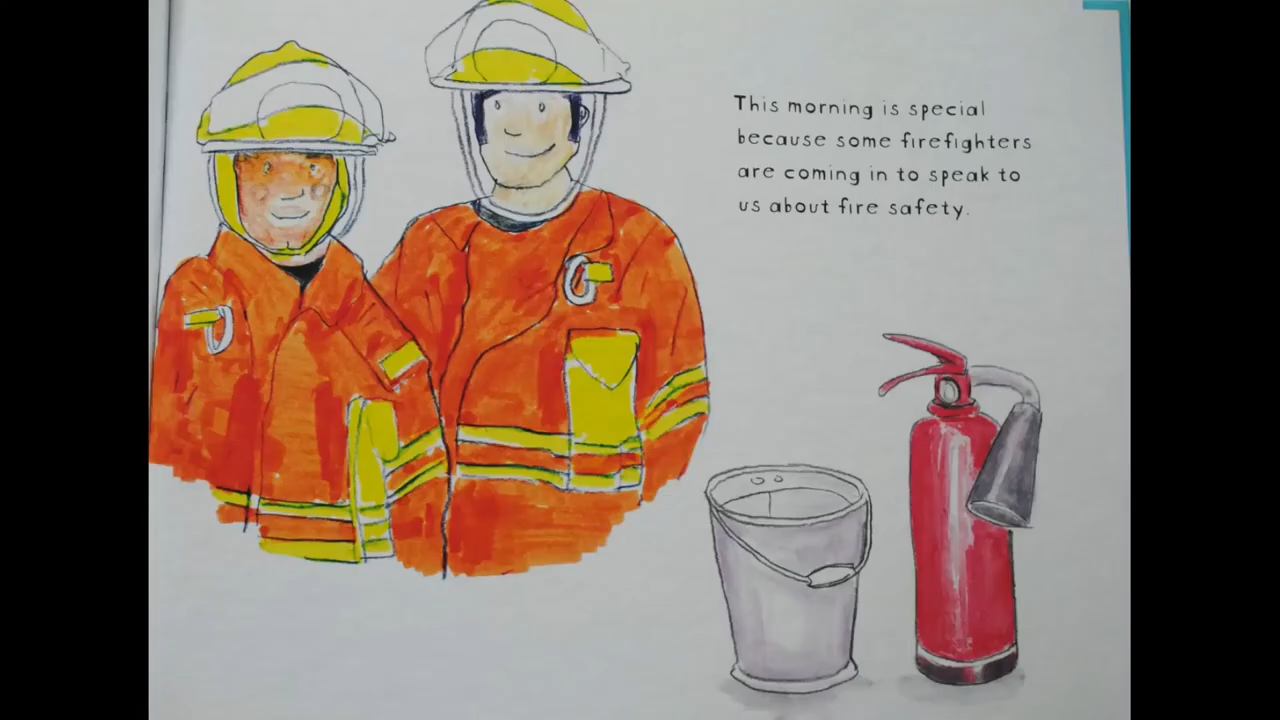 This morning is special
because some firefighters
are coming in to speak to
us about fire safety.